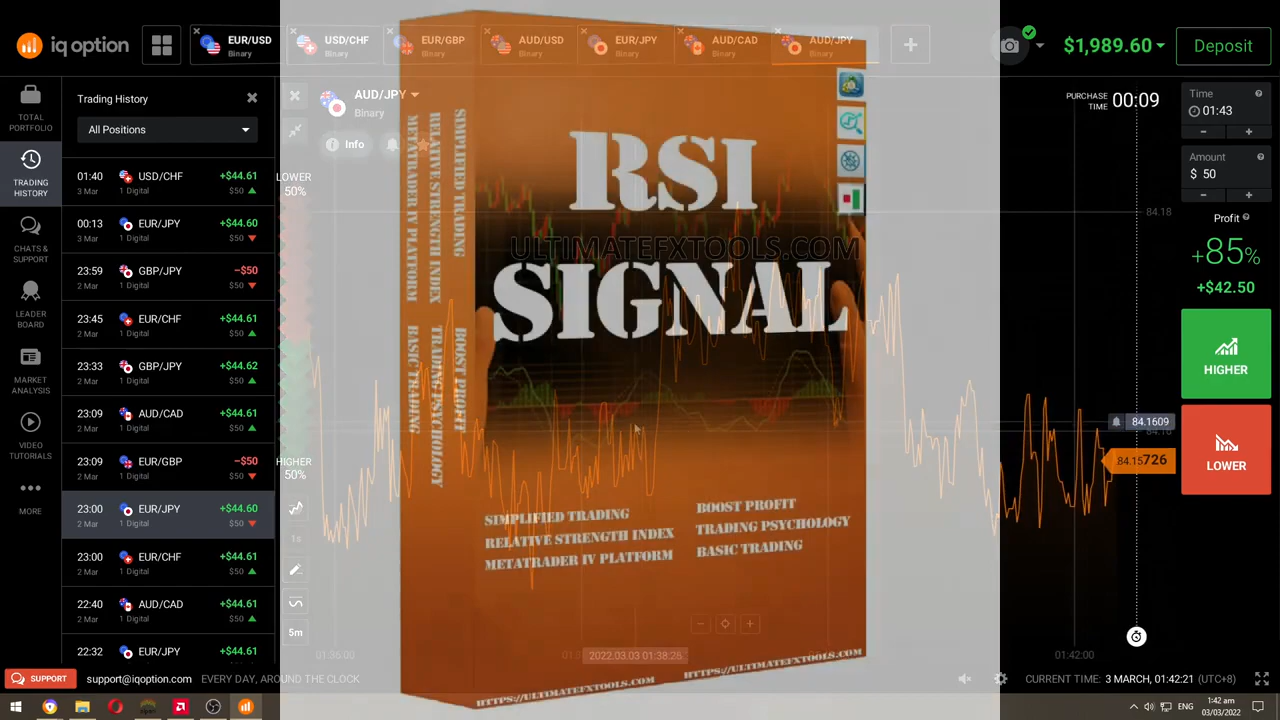 iq option
EUR/USD
Binary
USD/CHF
Binary
EUR/GBP
Binary
AUD/USD
Binary
EUR/JPY
Binary
AUD/CAD
Binary
AUD/JPY
Binary
+
$1,989.60
Deposit
TOTAL
PORTFOLIO
TRADING
HISTORY
CHATS &
SUPPORT
LEADER
BOARD
MARKET
ANALYSIS
VIDEO
TUTORIALS
MORE
Trading History
All Positions
01:40 USD/CHF +$44.61
3 Mar 1 Digital $50
00:13 EUR/JPY +$44.60
3 Mar 1 Digital $50
23:59 GBP/JPY −$50
2 Mar 1 Digital $50
23:45 EUR/CHF +$44.61
2 Mar 1 Digital $50
23:33 GBP/JPY +$44.62
2 Mar 1 Digital $50
23:09 AUD/CAD +$44.61
2 Mar 1 Digital $50
23:09 EUR/GBP −$50
2 Mar 1 Digital $50
23:00 EUR/JPY +$44.60
2 Mar 1 Digital $50
23:00 EUR/CHF +$44.61
2 Mar 1 Digital $50
22:40 AUD/CAD +$44.61
2 Mar 1 Digital $50
22:32 EUR/JPY +$44.61
AUD/JPY
Binary
Info
LOWER
50%
HIGHER
50%
1s
5m
SIMPLIFIED TRADING
RELATIVE STRENGTH INDEX
METATRADER IV PLATFORM
BOOST PROFIT
TRADING PSYCHOLOGY
BASIC TRADING
RSI
ULTIMATEFXTOOLS.COM
SIGNAL
SIMPLIFIED TRADING
RELATIVE STRENGTH INDEX
METATRADER IV PLATFORM
BOOST PROFIT
TRADING PSYCHOLOGY
BASIC TRADING
HTTPS://ULTIMATEFXTOOLS.COM
HTTPS://ULTIMATEFXTOOLS.COM
PURCHASE
TIME
00:09
84.18
84.1609
84.15726
01:36:00
2022.03.03 01:38:28
01:42:00
Time
01:43
Amount
$ 50
Profit
+85%
+$42.50
HIGHER
LOWER
SUPPORT
support@iqoption.com EVERY DAY, AROUND THE CLOCK
CURRENT TIME: 3 MARCH, 01:42:21 (UTC+8)
ENG
1:42 am
03/03/2022